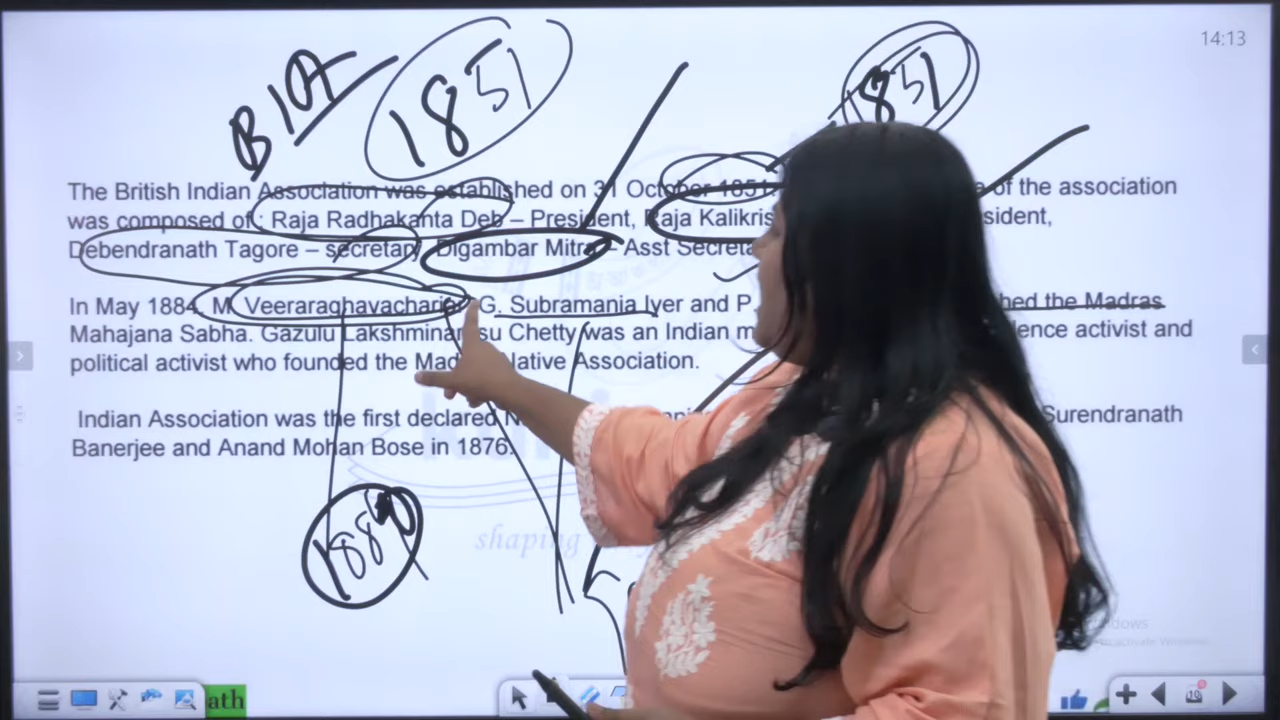 14:13
BIA
1851
1851
The British Indian Association was established on 31 October 1851 of the association
was composed of : Raja Radhakanta Deb – President, Raja Kalikris sident,
Debendranath Tagore – secretary Digambar Mitra – Asst Secreta
In May 1884, M. Veeraraghavachariar G. Subramania Iyer and P. hed the Madras
Mahajana Sabha. Gazulu Lakshminarasu Chetty was an Indian m dence activist and
political activist who founded the Mad Native Association.
Indian Association was the first declared N Surendranath
Banerjee and Anand Mohan Bose in 1876.
shaping
ath
19